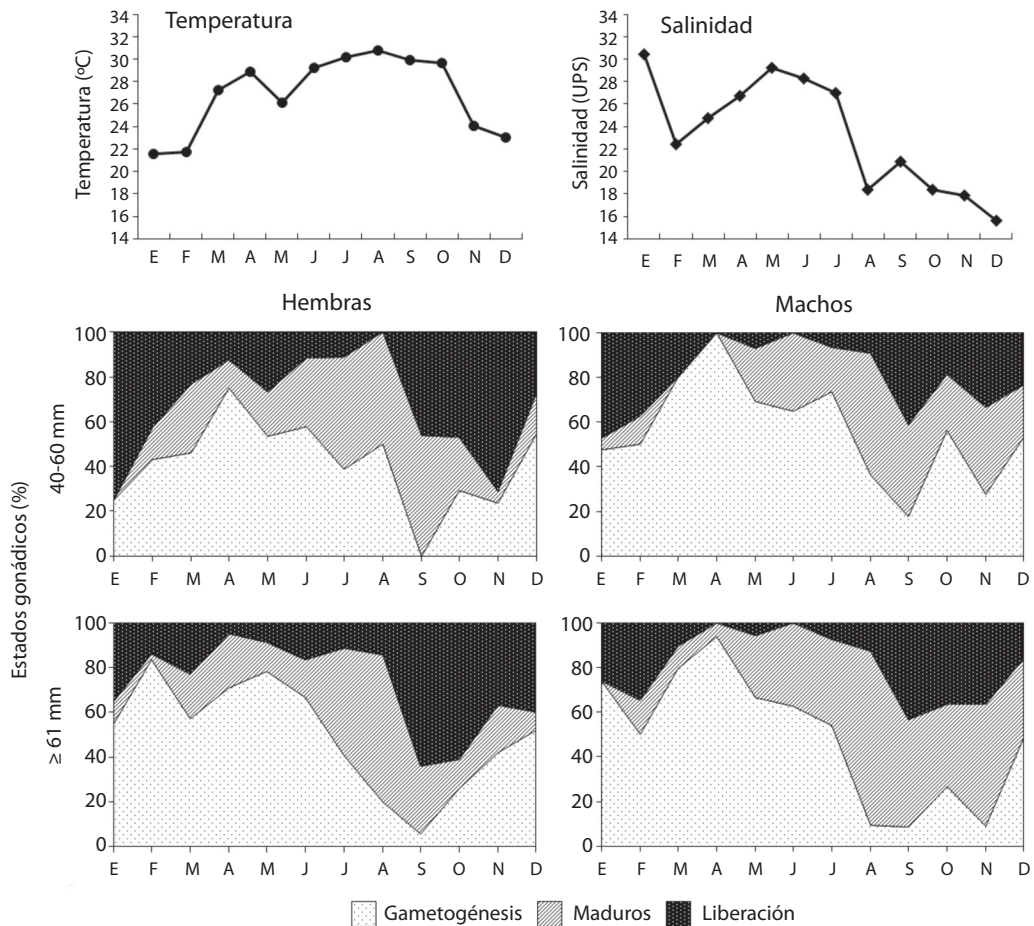 Temperatura
Temperatura (ºC)
34
32
30
28
26
24
22
20
18
16
14
E F M A M J J A S O N D
Salinidad
Salinidad (UPS)
34
32
30
28
26
24
22
20
18
16
14
E F M A M J J A S O N D
Estados gonádicos (%)
Hembras
40-60 mm
100
80
60
40
20
0
E F M A M J J A S O N D
Machos
100
80
60
40
20
0
E F M A M J J A S O N D
≥ 61 mm
100
80
60
40
20
0
E F M A M J J A S O N D
100
80
60
40
20
0
E F M A M J J A S O N D
Gametogénesis Maduros Liberación